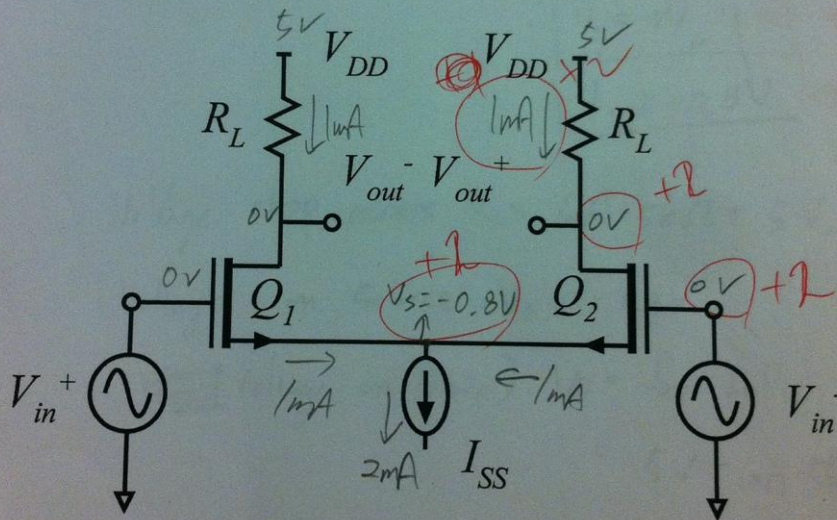 5V 5V
V_DD V_DD ×2
R_L 1mA 1mA R_L
V_out^- V_out^+ +2
0V 0V
+2
0V Q_1 V_S=-0.8V Q_2 0V +2
1mA 1mA
V_in^+ V_in^-
2mA I_SS